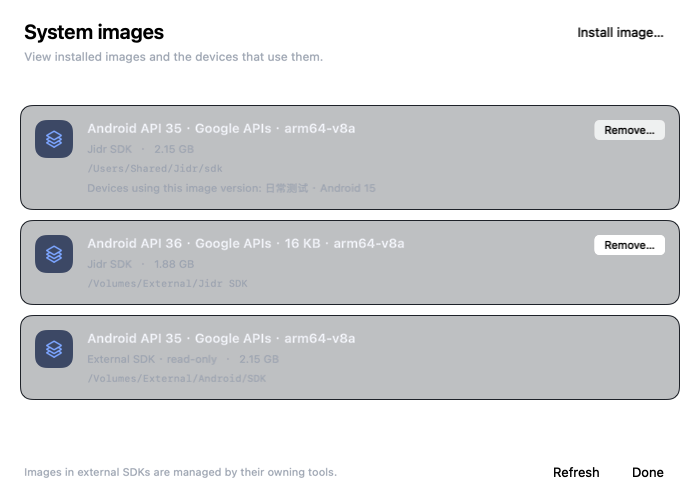 System images
Install image...
View installed images and the devices that use them.
Android API 35 · Google APIs · arm64-v8a
Remove...
Jidr SDK · 2.15 GB
/Users/Shared/Jidr/sdk
Devices using this image version: 日常测试 · Android 15
Android API 36 · Google APIs · 16 KB · arm64-v8a
Remove...
Jidr SDK · 1.88 GB
/Volumes/External/Jidr SDK
Android API 35 · Google APIs · arm64-v8a
External SDK · read-only · 2.15 GB
/Volumes/External/Android/SDK
Images in external SDKs are managed by their owning tools.
Refresh
Done